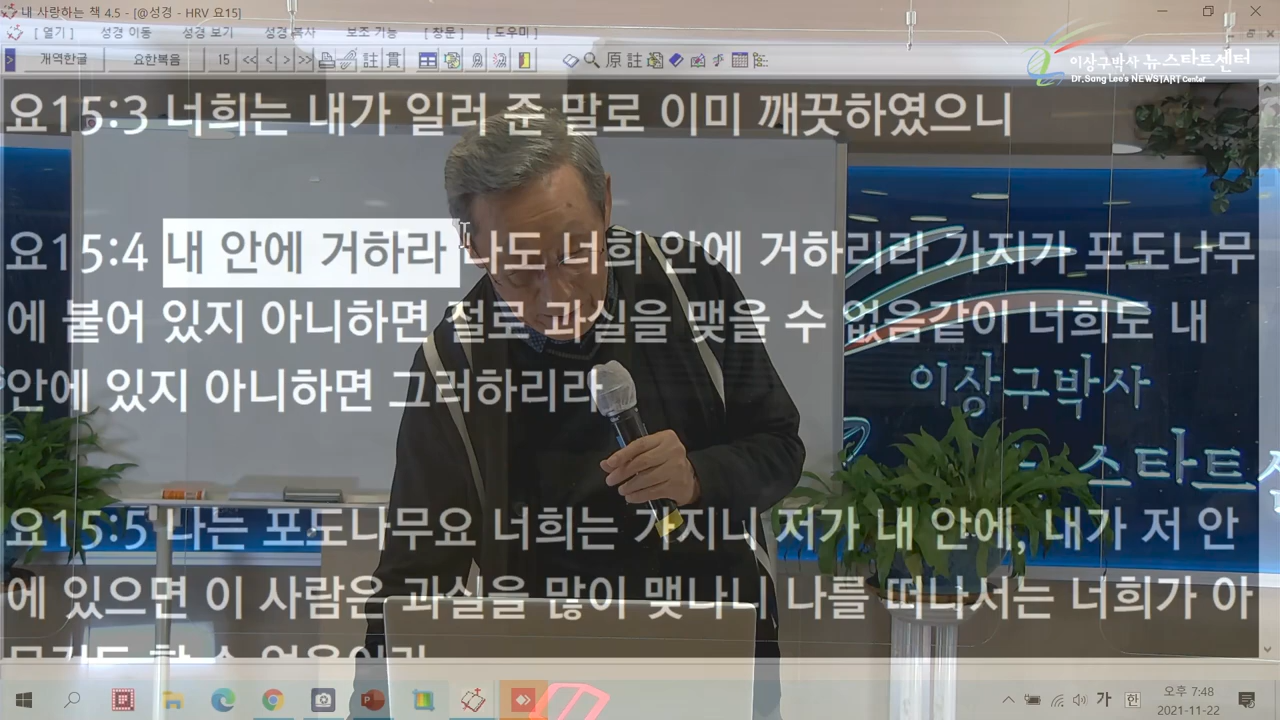 내 사랑하는 책 4.5 - [@성경 - HRV 요15]
[ 열기 ] 성경 이동 성경 보기 성경 복사 보조 기능 [ 창문 ] [ 도우미 ]
개역한글 요한복음 15 << < > >> 註 貫 原 註
이상구박사 뉴스타트센터
Dr.Sang Lee's NEWSTART Center
요15:3 너희는 내가 일러 준 말로 이미 깨끗하였으니
요15:4 내 안에 거하라 나도 너희 안에 거하리라 가지가 포도나무
에 붙어 있지 아니하면 절로 과실을 맺을 수 없음같이 너희도 내
안에 있지 아니하면 그러하리라
이상구박사
스타트
요15:5 나는 포도나무요 너희는 가지니 저가 내 안에, 내가 저 안
에 있으면 이 사람은 과실을 많이 맺나니 나를 떠나서는 너희가 아
가 한
오후 7:48
2021-11-22